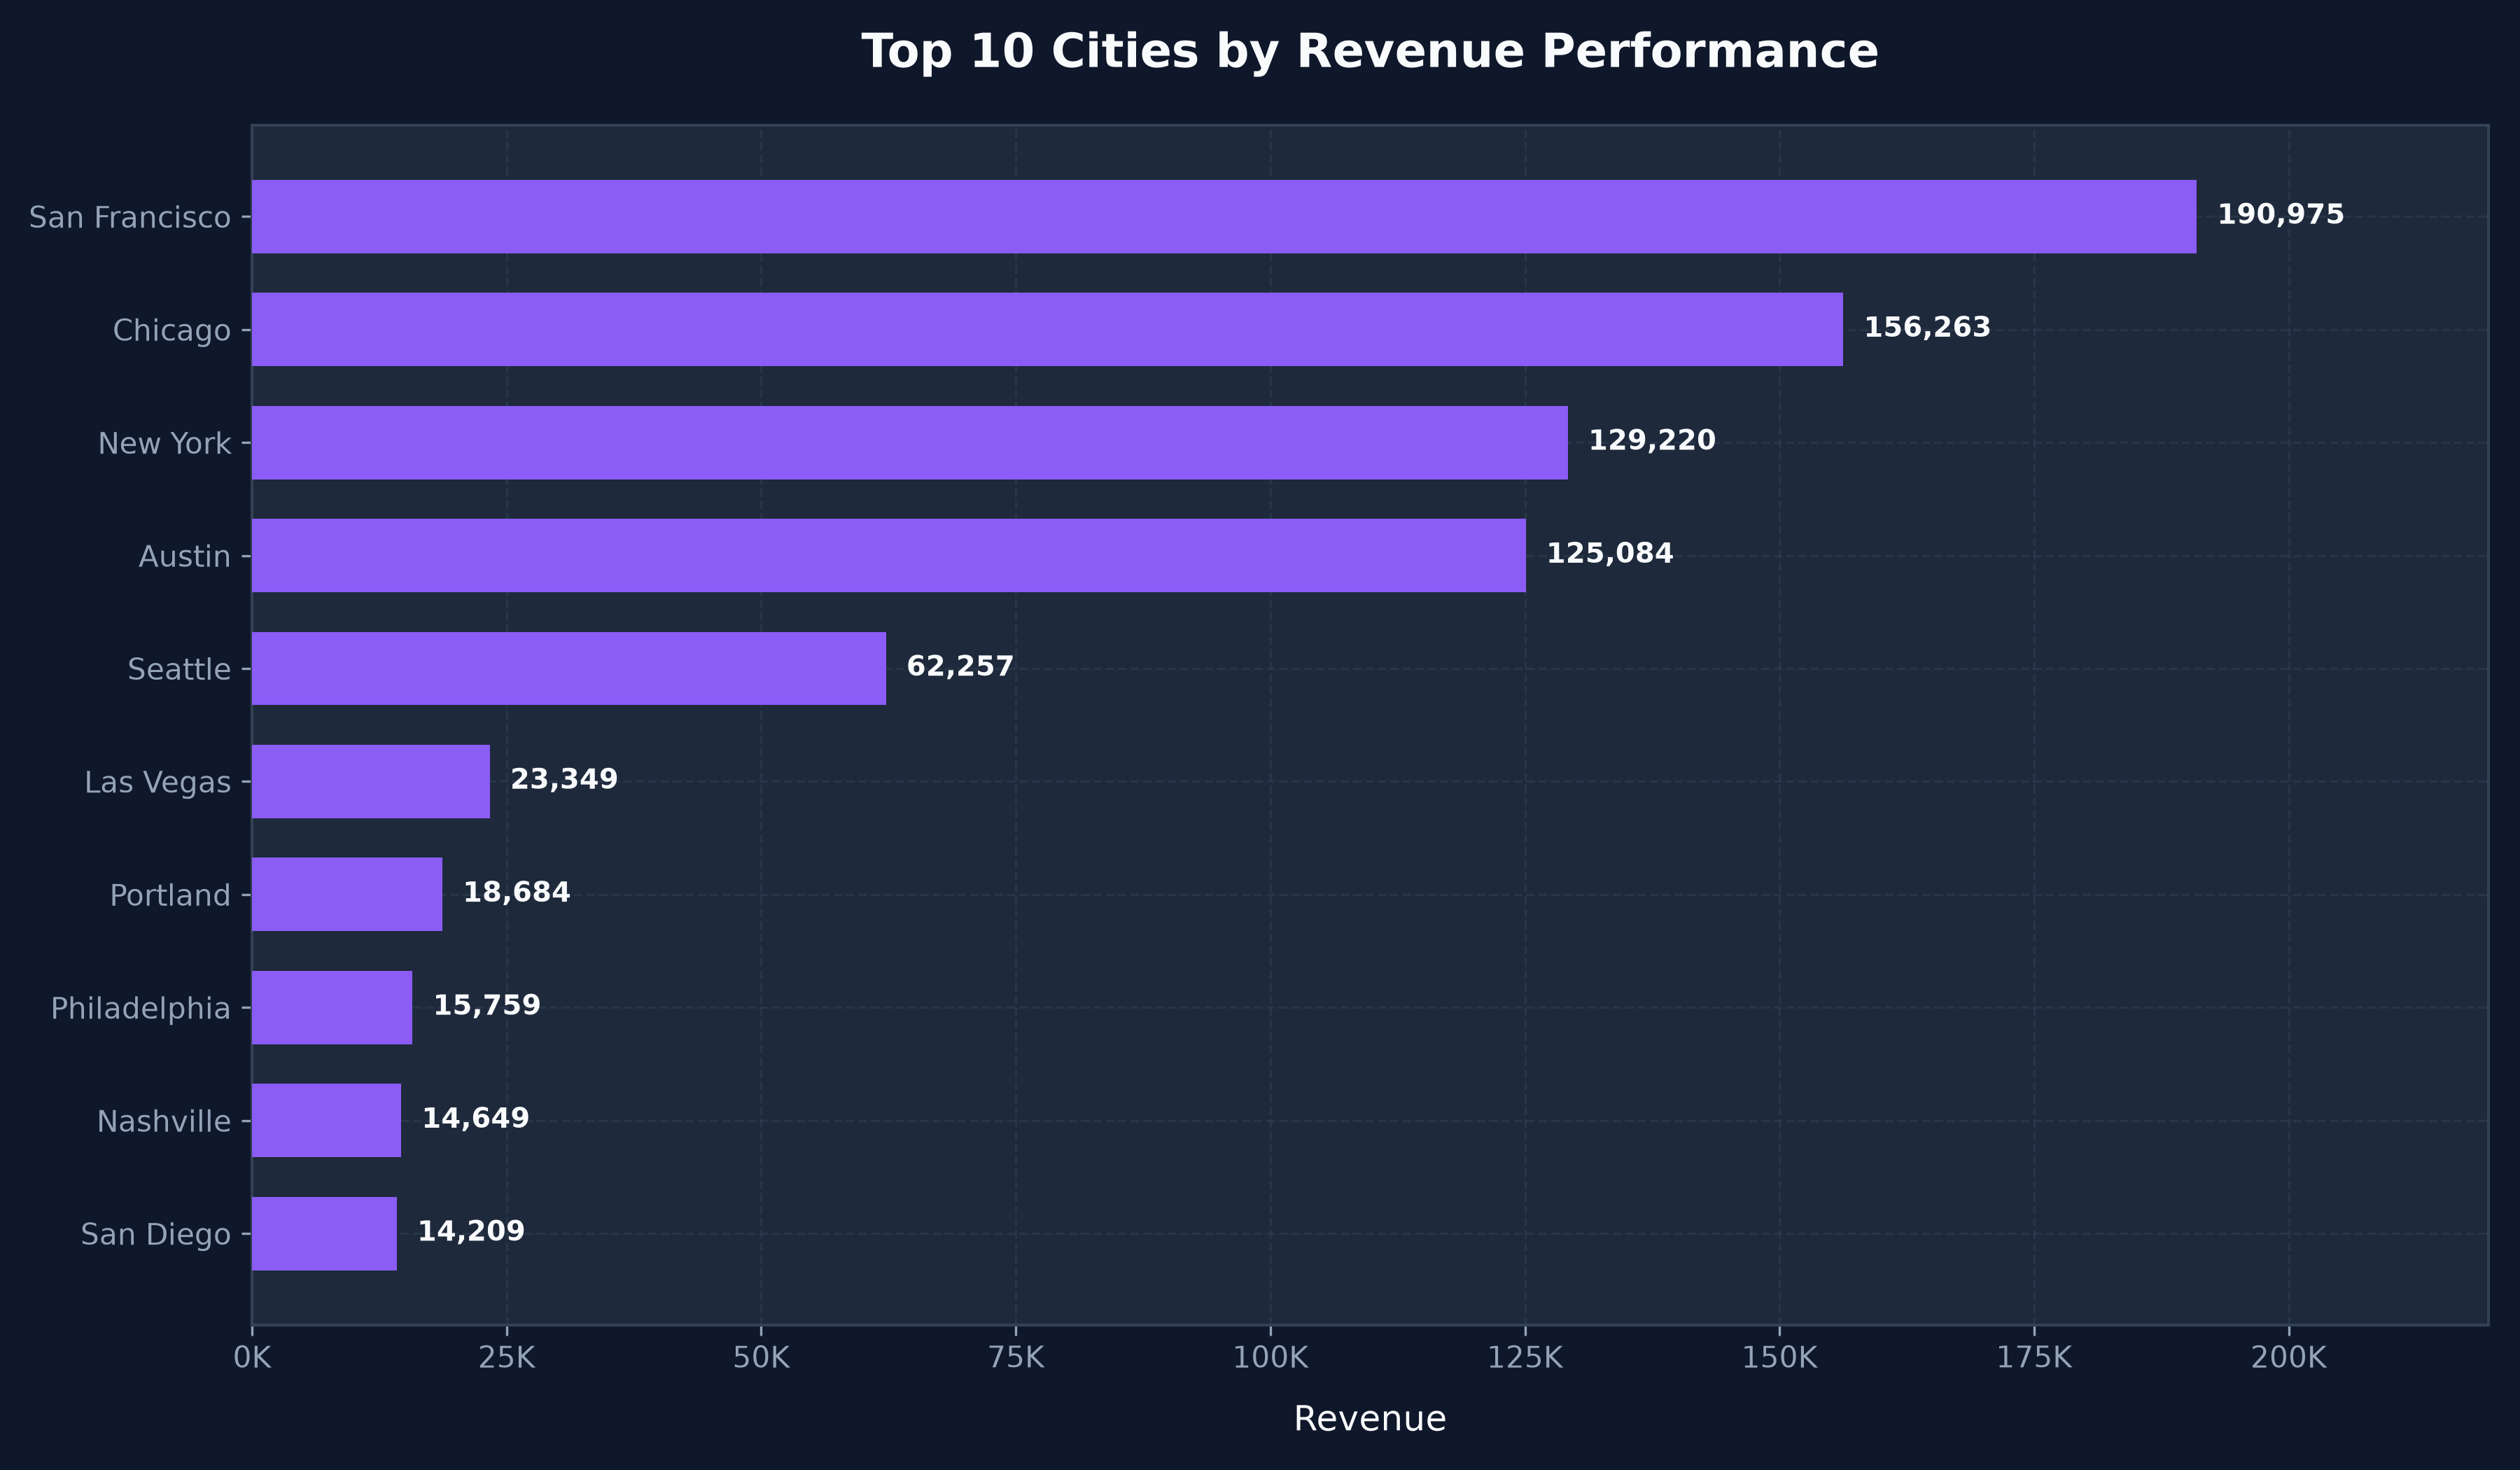 Top 10 Cities by Revenue Performance
San Francisco 190,975
Chicago 156,263
New York 129,220
Austin 125,084
Seattle 62,257
Las Vegas 23,349
Portland 18,684
Philadelphia 15,759
Nashville 14,649
San Diego 14,209
0K 25K 50K 75K 100K 125K 150K 175K 200K
Revenue